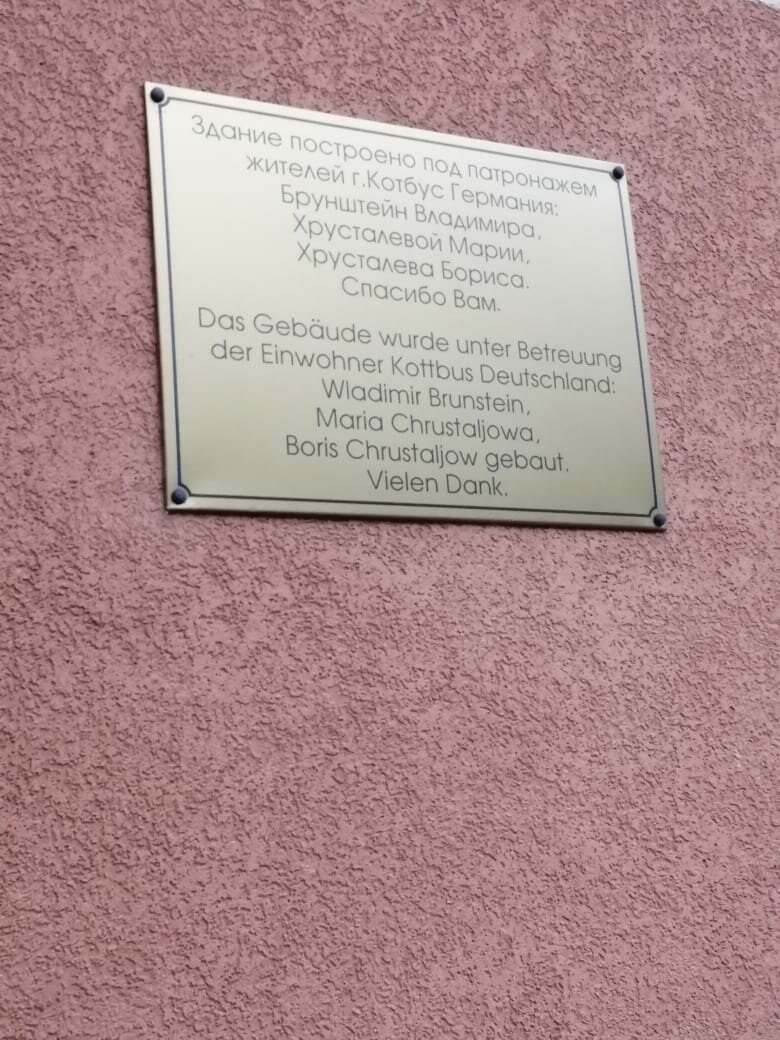 Здание построено под патронажем
жителей г.Котбус Германия:
Брунштейн Владимира,
Хрусталевой Марии,
Хрусталева Бориса.
Спасибо Вам.
Das Gebäude wurde unter Betreuung
der Einwohner Kottbus Deutschland:
Wladimir Brunstein,
Maria Chrustaljowa,
Boris Chrustaljow gebaut.
Vielen Dank.